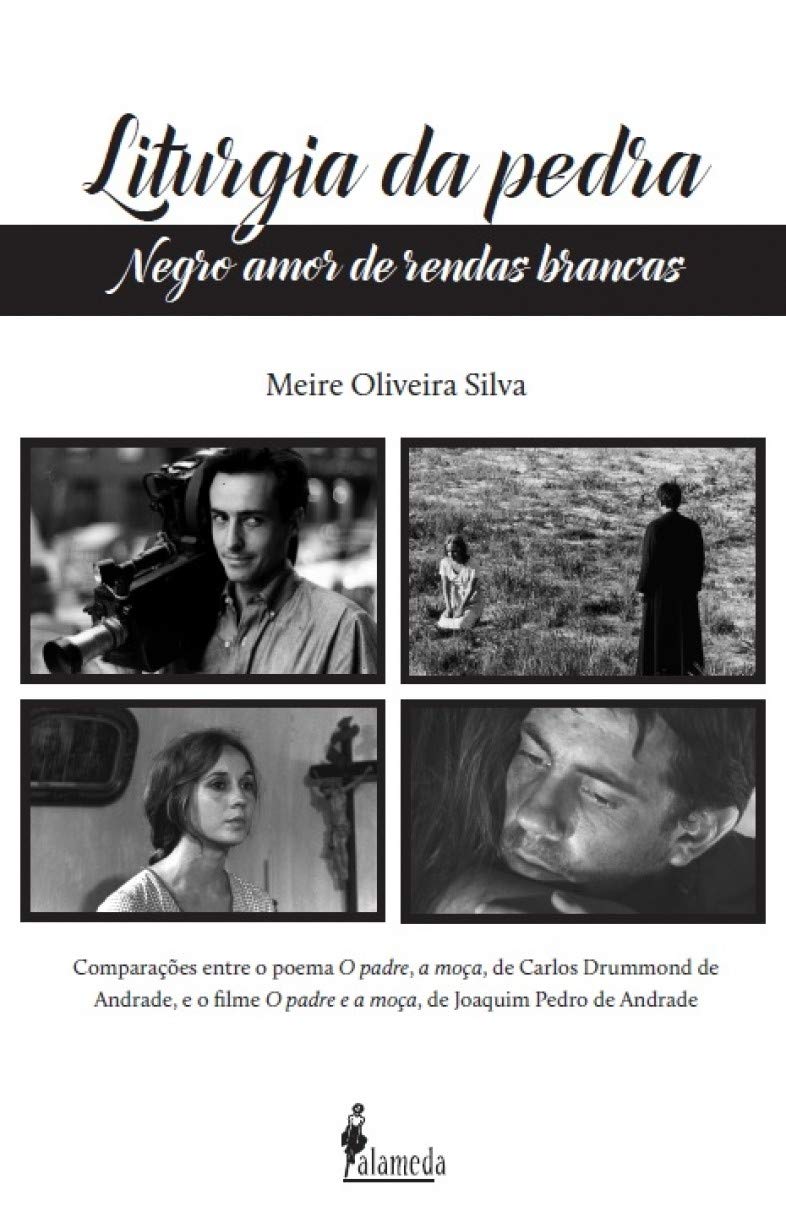 Liturgia da pedra
Negro amor de rendas brancas
Meire Oliveira Silva
Comparações entre o poema O padre, a moça, de Carlos Drummond de
Andrade, e o filme O padre e a moça, de Joaquim Pedro de Andrade
alameda